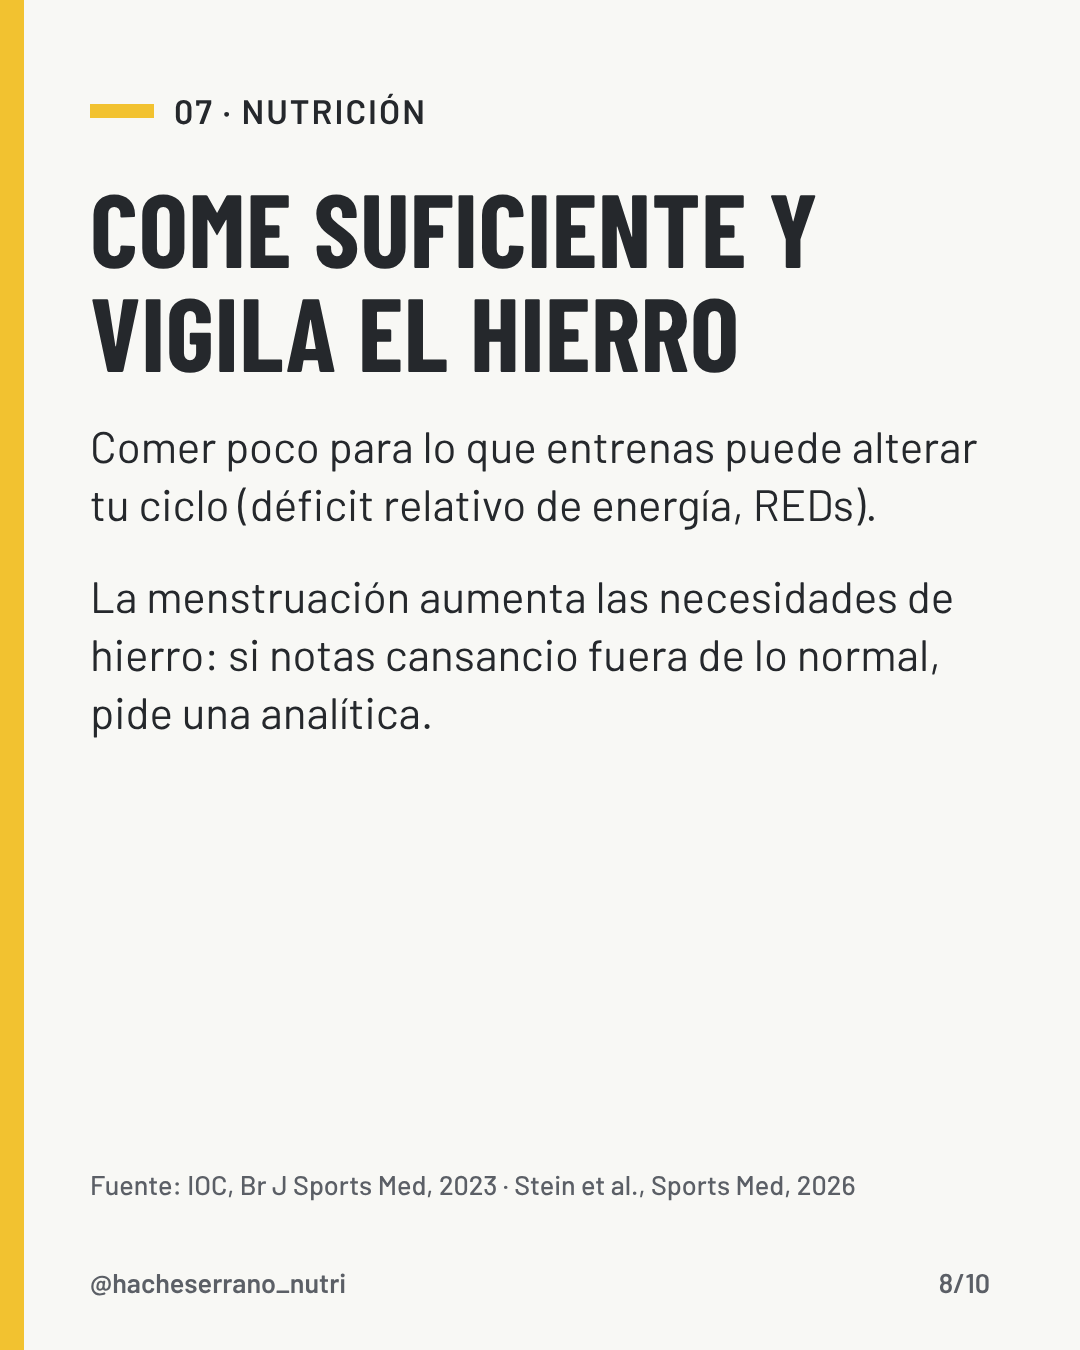 07 · NUTRICIÓN
COME SUFICIENTE Y
VIGILA EL HIERRO
Comer poco para lo que entrenas puede alterar
tu ciclo (déficit relativo de energía, REDs).
La menstruación aumenta las necesidades de
hierro: si notas cansancio fuera de lo normal,
pide una analítica.
Fuente: IOC, Br J Sports Med, 2023 · Stein et al., Sports Med, 2026
@hacheserrano_nutri
8/10